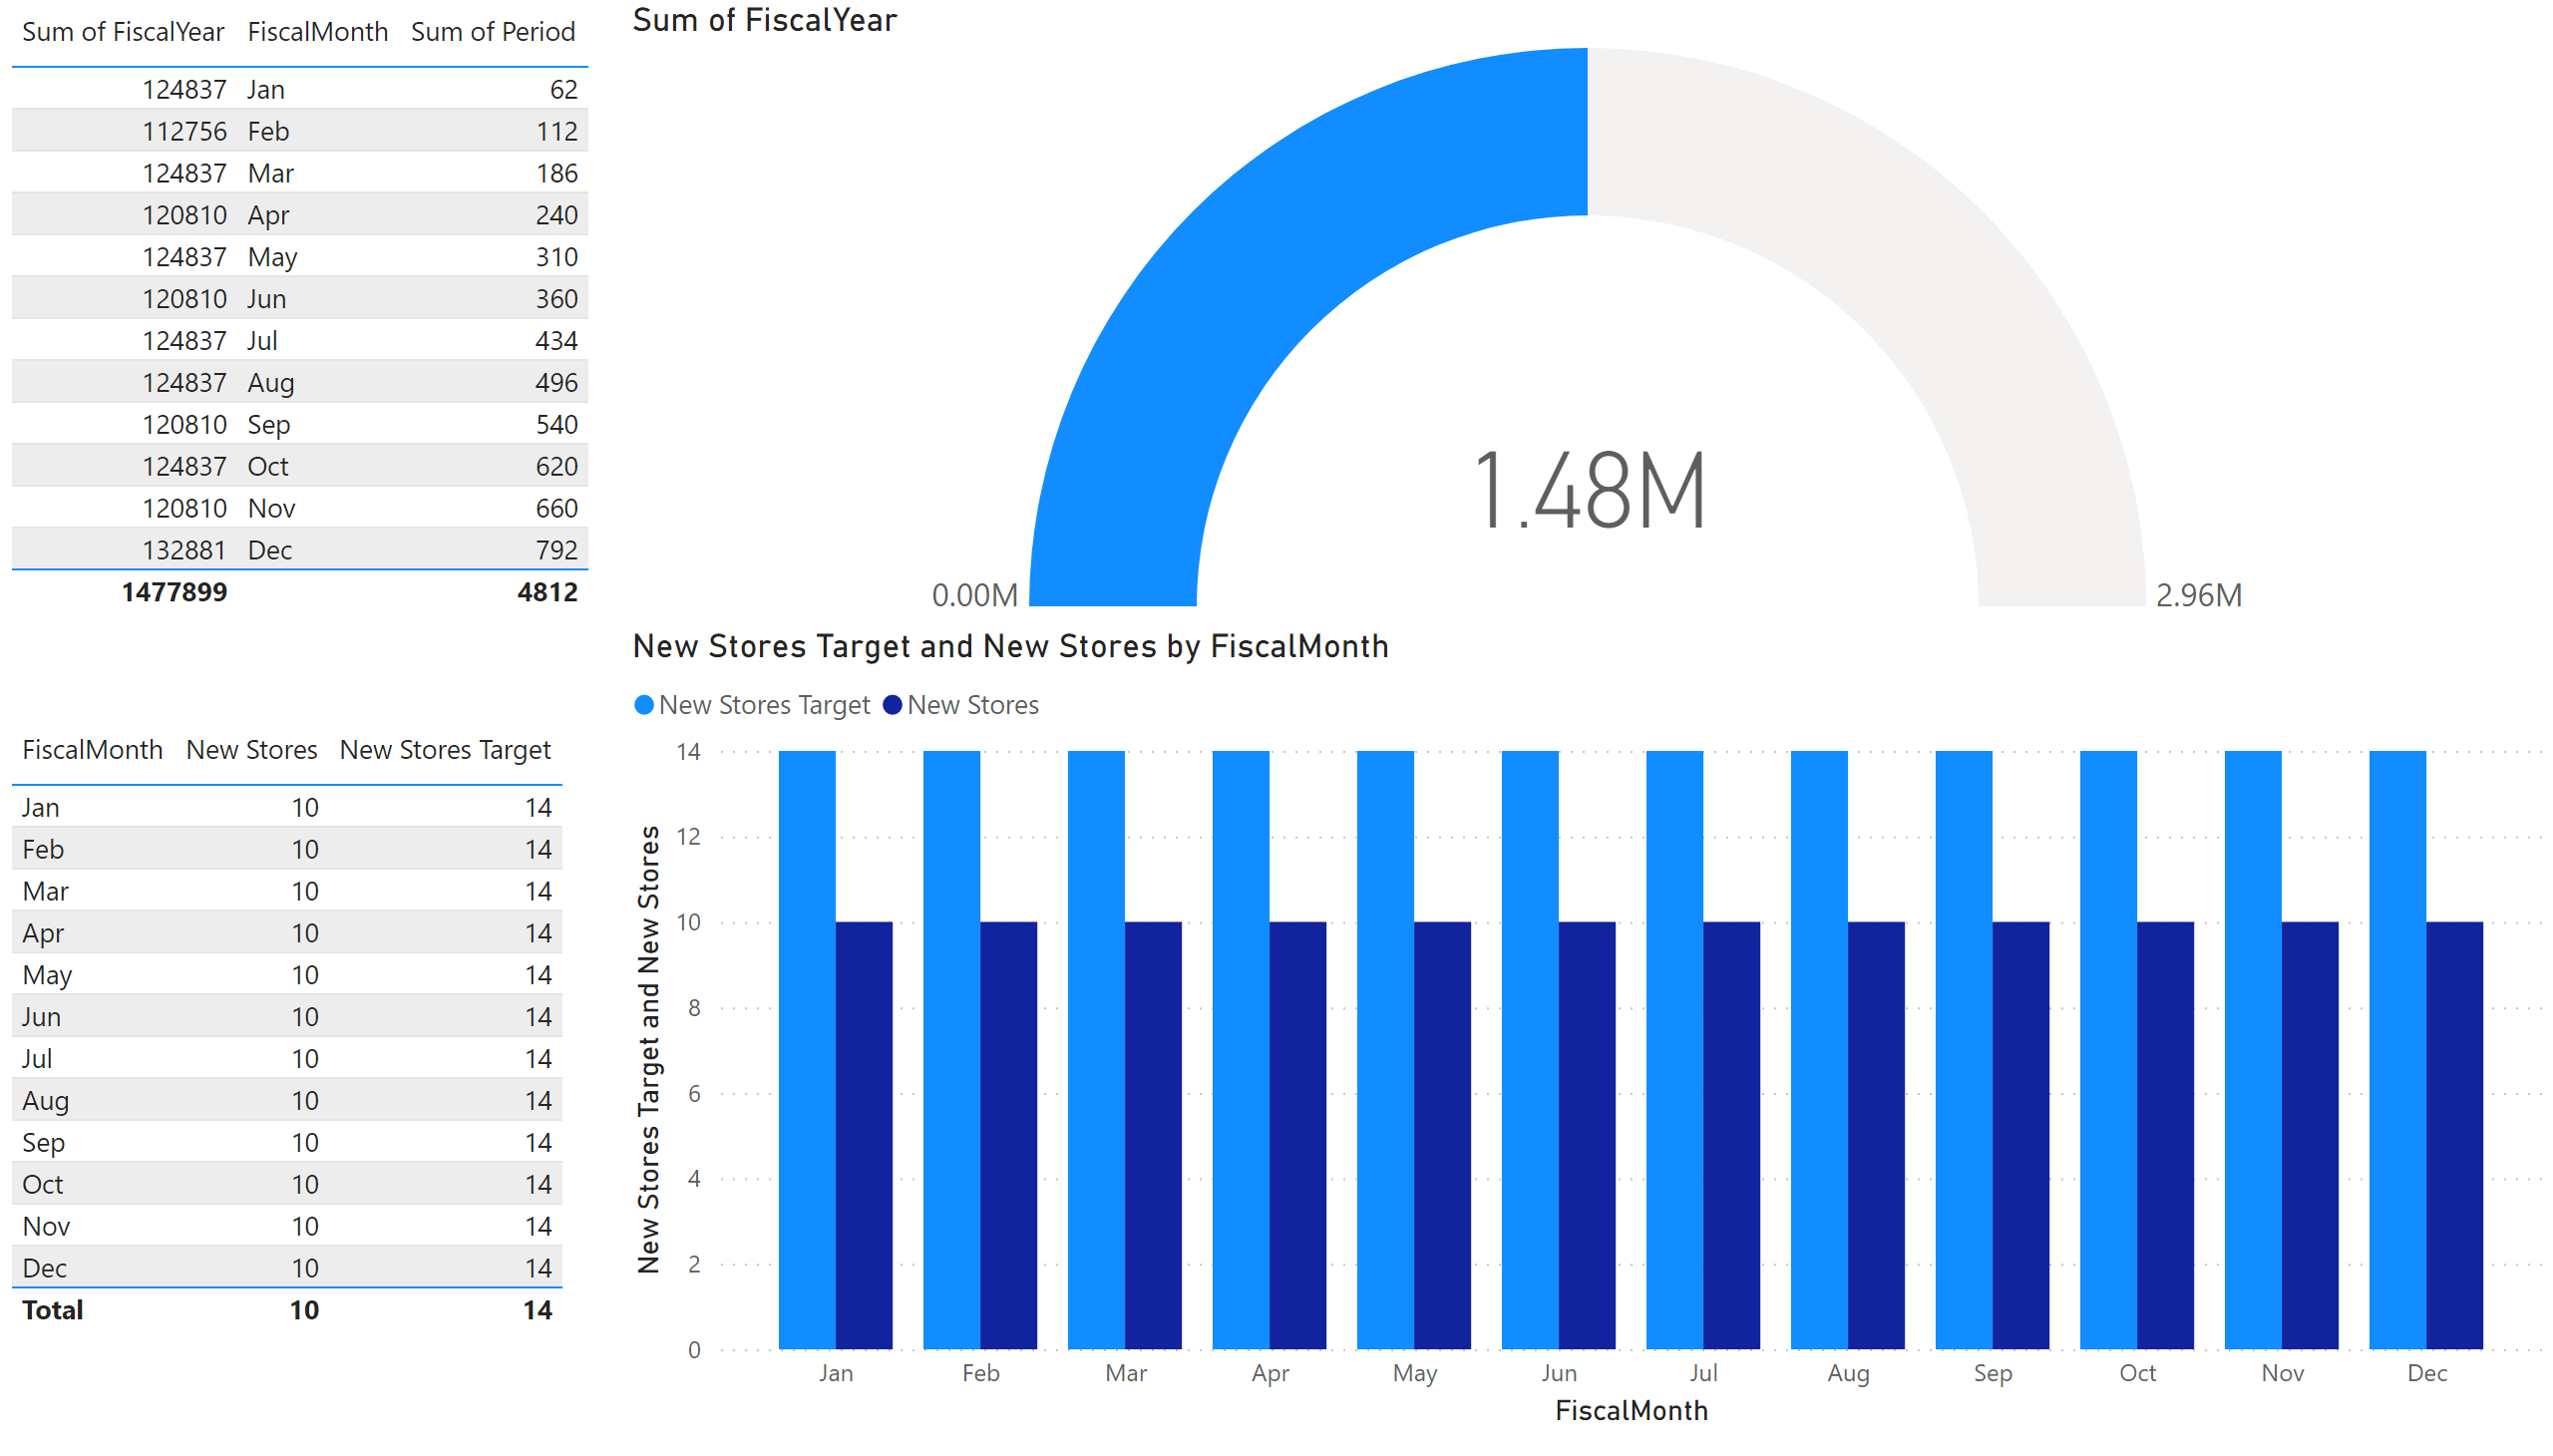 Sum of FiscalYear FiscalMonth Sum of Period
124837 Jan 62
112756 Feb 112
124837 Mar 186
120810 Apr 240
124837 May 310
120810 Jun 360
124837 Jul 434
124837 Aug 496
120810 Sep 540
124837 Oct 620
120810 Nov 660
132881 Dec 792
1477899 4812
Sum of FiscalYear
1.48M
0.00M 2.96M
FiscalMonth New Stores New Stores Target
Jan 10 14
Feb 10 14
Mar 10 14
Apr 10 14
May 10 14
Jun 10 14
Jul 10 14
Aug 10 14
Sep 10 14
Oct 10 14
Nov 10 14
Dec 10 14
Total 10 14
New Stores Target and New Stores by FiscalMonth
New Stores Target New Stores
New Stores Target and New Stores
14
12
10
8
6
4
2
0
Jan Feb Mar Apr May Jun Jul Aug Sep Oct Nov Dec
FiscalMonth